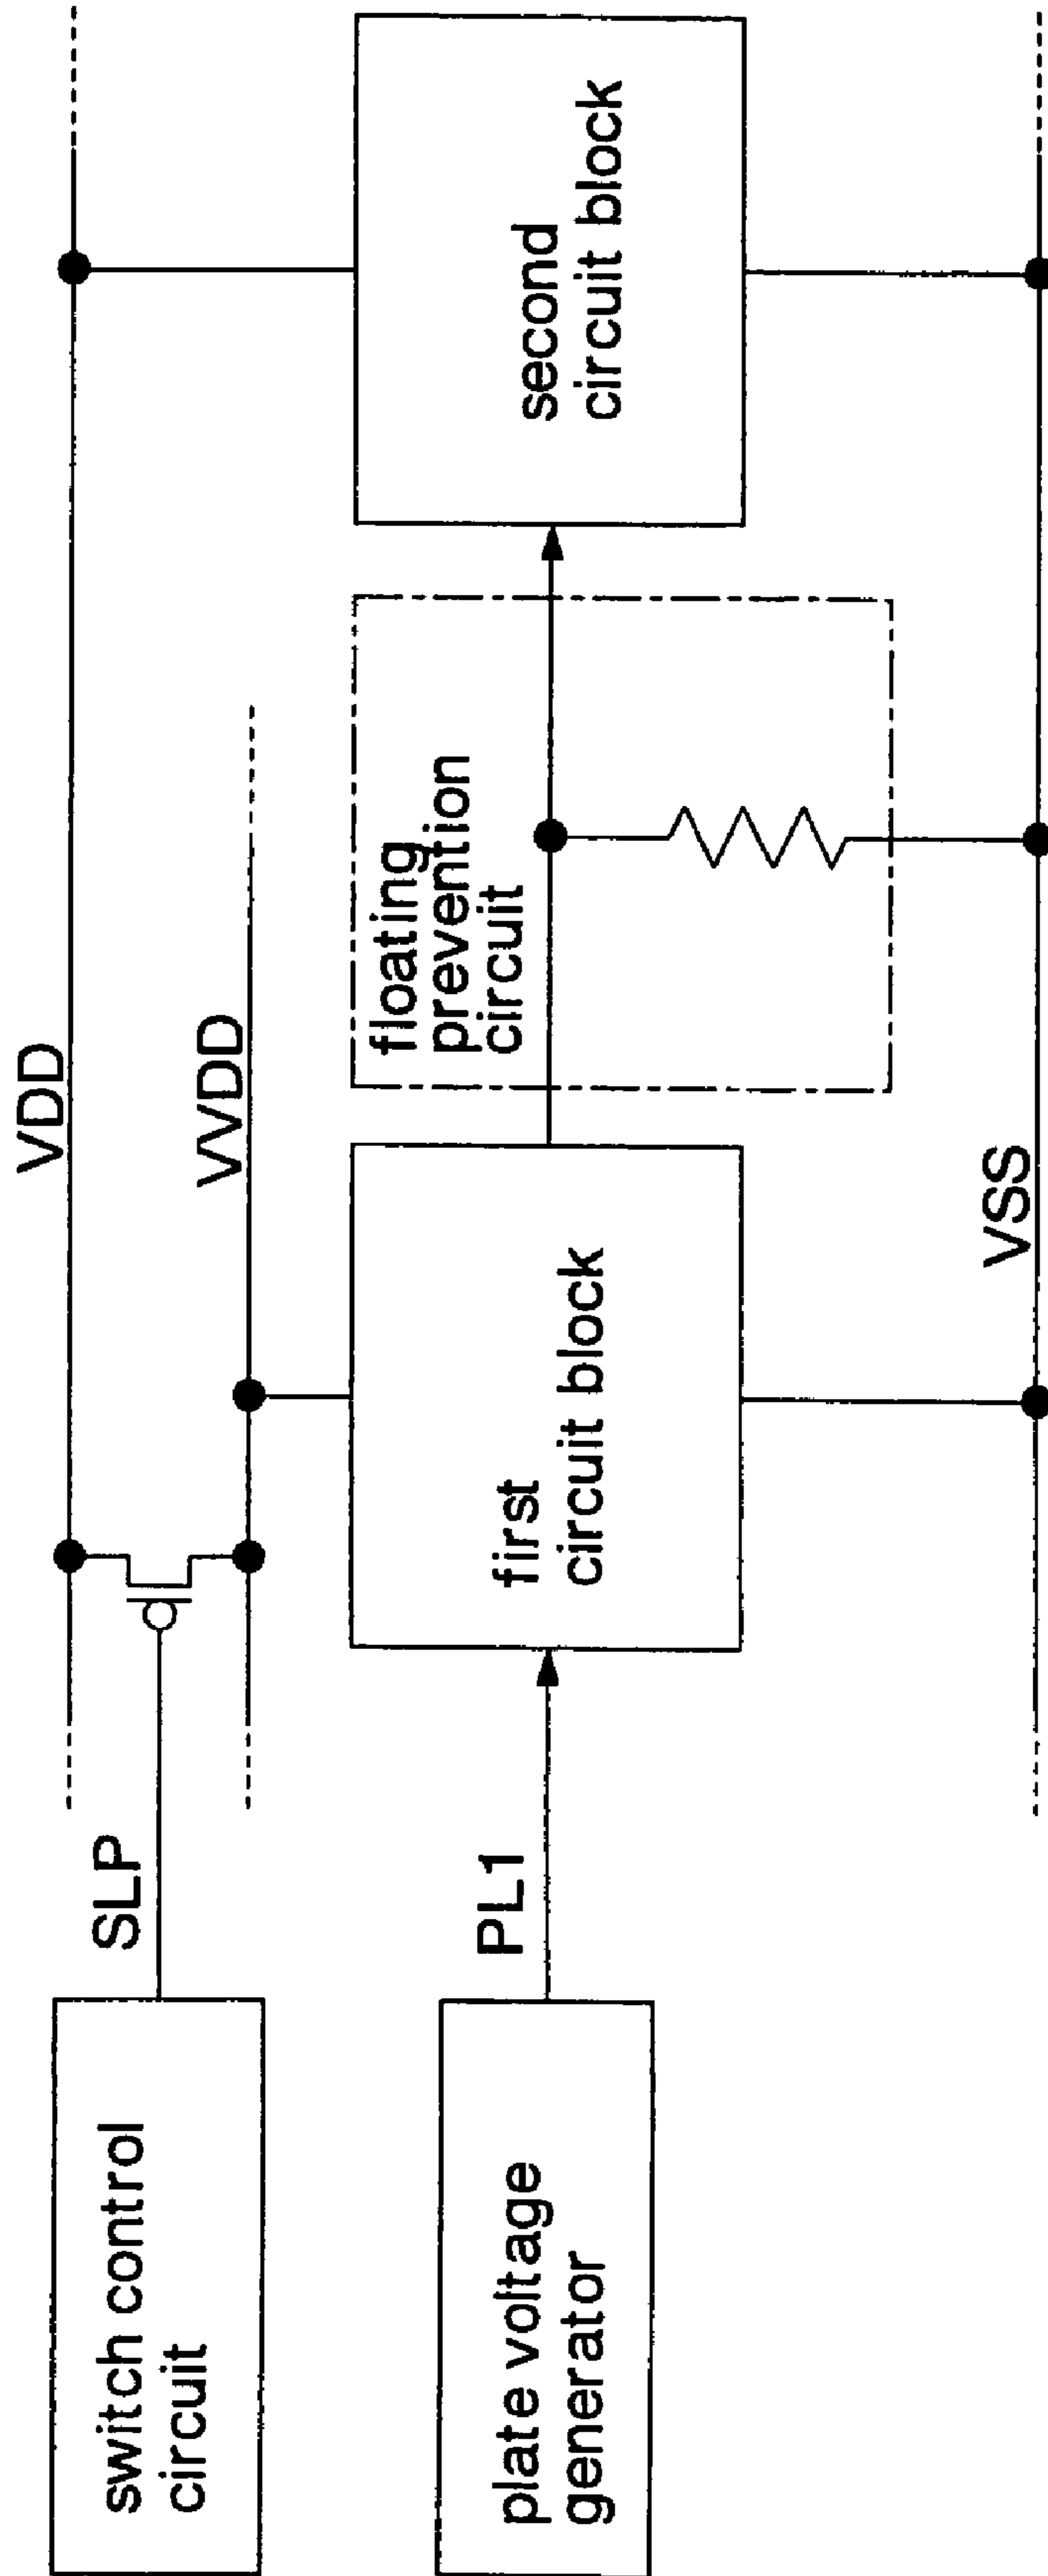 switch control
circuit
SLP
VDD
VVDD
plate voltage
generator
PL1
first
circuit block
floating
prevention
circuit
second
circuit block
VSS